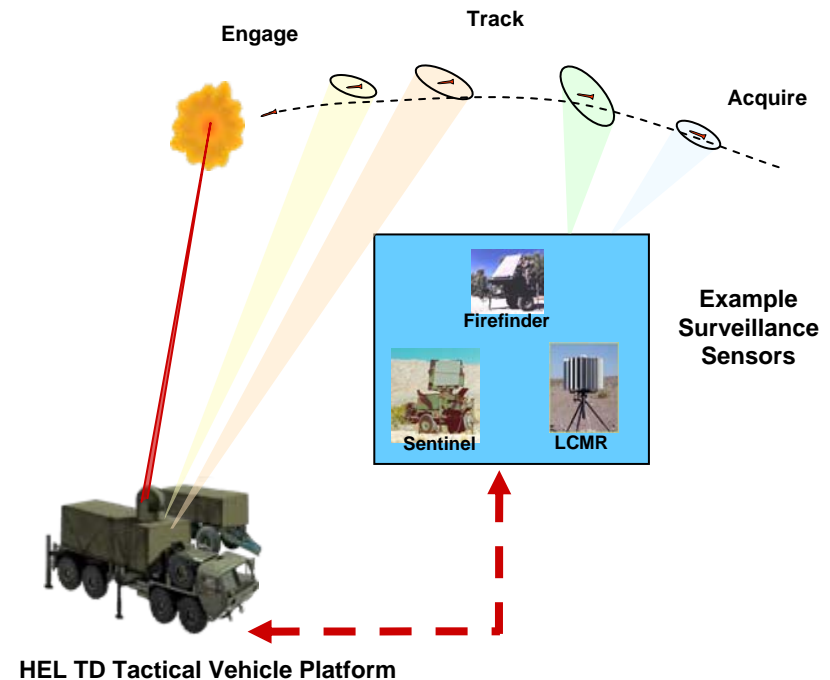 Engage
Track
Acquire
Firefinder
Sentinel
LCMR
Example
Surveillance
Sensors
HEL TD Tactical Vehicle Platform